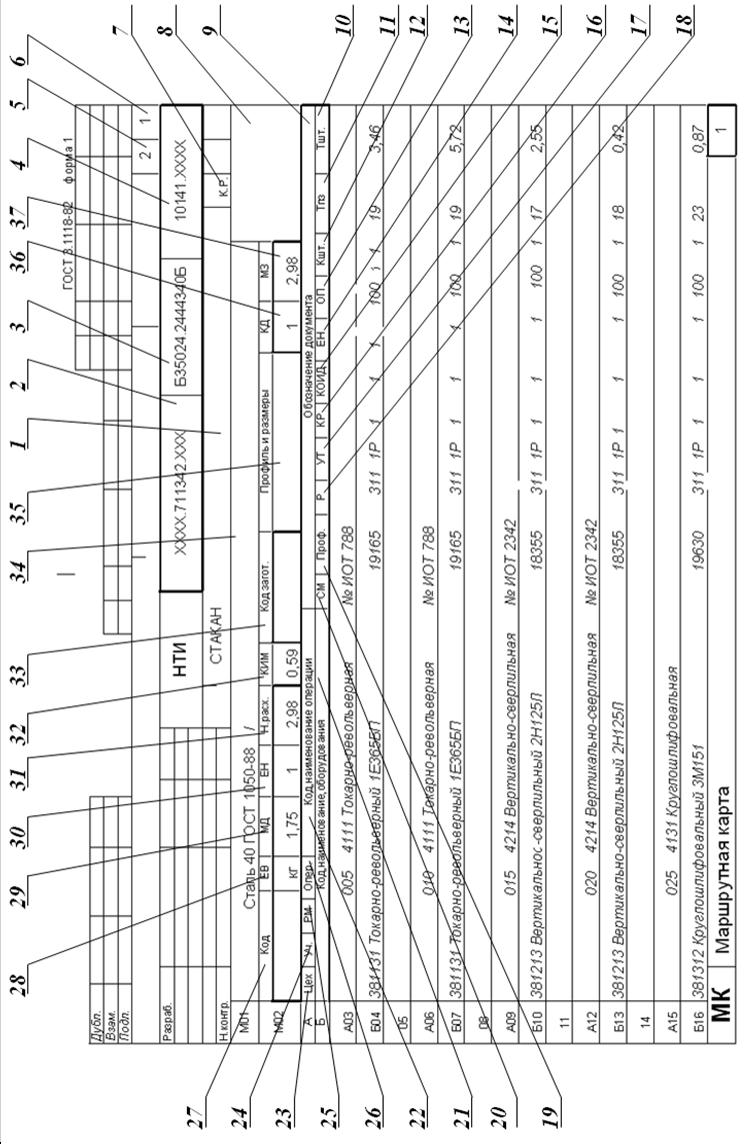 ГОСТ 3.1118-82 форма 1
Дубл.
Взам.
Подп.
2 1
Разраб. НТИ ХХХХ.711342.ХХХ Б35024.2444340Б 10141.ХХХХ
СТАКАН К.Р.
Н.контр.
М01 Сталь 40 ГОСТ 1050-88 /
Код ЕВ МД ЕН Н.расх. КИМ Код загот. Профиль и размеры КД МЗ
М02 кг 1,75 1 2,98 0,59 1 2,98
А Цех Уч. РМ Опер. Код,наименование операции Обозначение документа
Б Код,наименование,оборудования СМ Проф. Р УТ КР КОИД ЕН ОП Кшт. Тпз Тшт.
А03 005 4111 Токарно-револьверная № ИОТ 788
Б04 381131 Токарно-револьверный 1Е365БП 19165 311 1Р 1 1 1 100 1 1 19 3,46
05
А06 010 4111 Токарно-револьверная № ИОТ 788
Б07 381131 Токарно-револьверный 1Е365БП 19165 311 1Р 1 1 1 100 1 19 5,72
08
А09 015 4214 Вертикально-сверлильная № ИОТ 2342
Б10 381213 Вертикальнос-сверлильный 2Н125Л 18355 311 1Р 1 1 1 100 1 17 2,55
11
А12 020 4214 Вертикально-сверлильная № ИОТ 2342
Б13 381213 Вертикально-сверлильный 2Н125Л 18355 311 1Р 1 1 1 100 1 18 0,42
14
А15 025 4131 Круглошлифовальная
Б16 381312 Круглошлифовальный 3М151 19630 311 1Р 1 1 1 100 1 23 0,87
МК Маршрутная карта 1
28 29 30 31 32 33 34 35 1 2 3 36 37 4 5 6
7
8
9
10
11
12
13
14
15
16
17
18
27
24
23
25
26
22
21
20
19